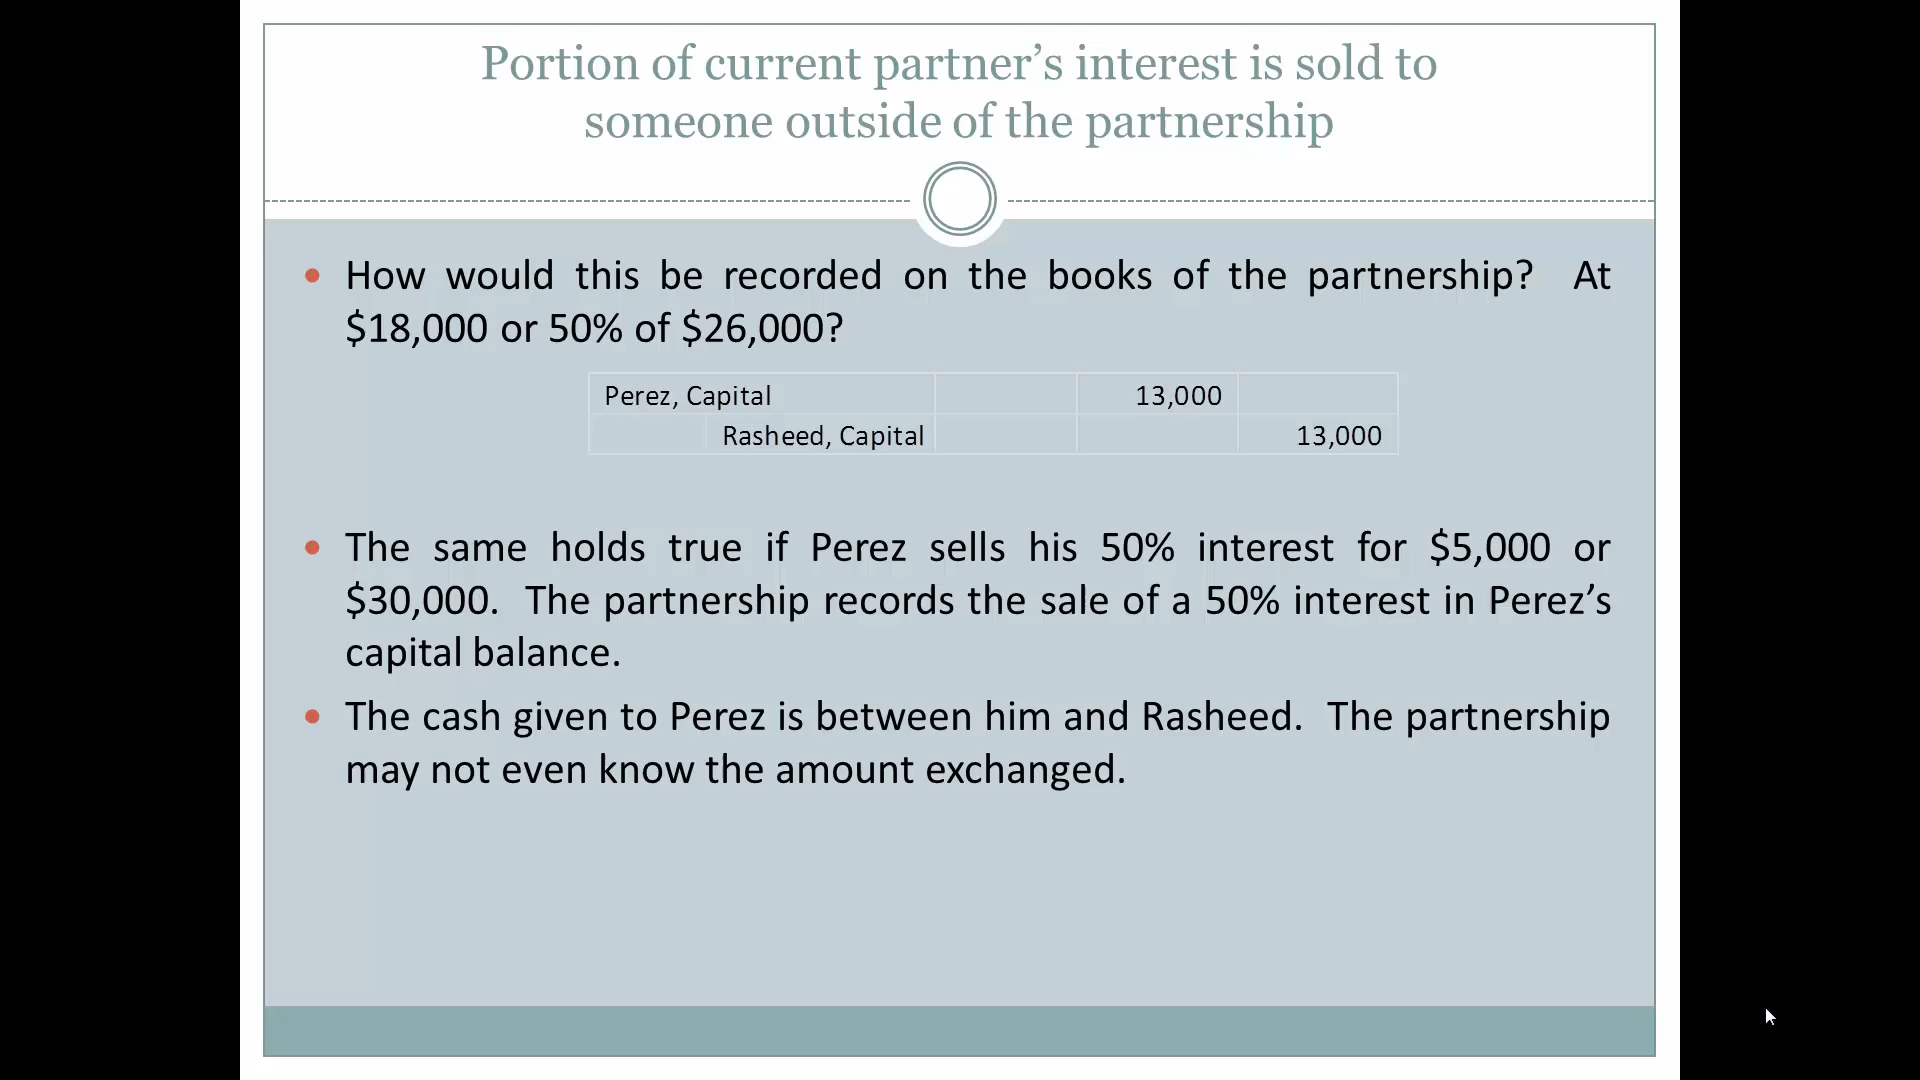 Portion of current partner's interest is sold to
someone outside of the partnership
How would this be recorded on the books of the partnership? At
$18,000 or 50% of $26,000?
Perez, Capital 13,000
Rasheed, Capital 13,000
The same holds true if Perez sells his 50% interest for $5,000 or
$30,000. The partnership records the sale of a 50% interest in Perez’s
capital balance.
The cash given to Perez is between him and Rasheed. The partnership
may not even know the amount exchanged.